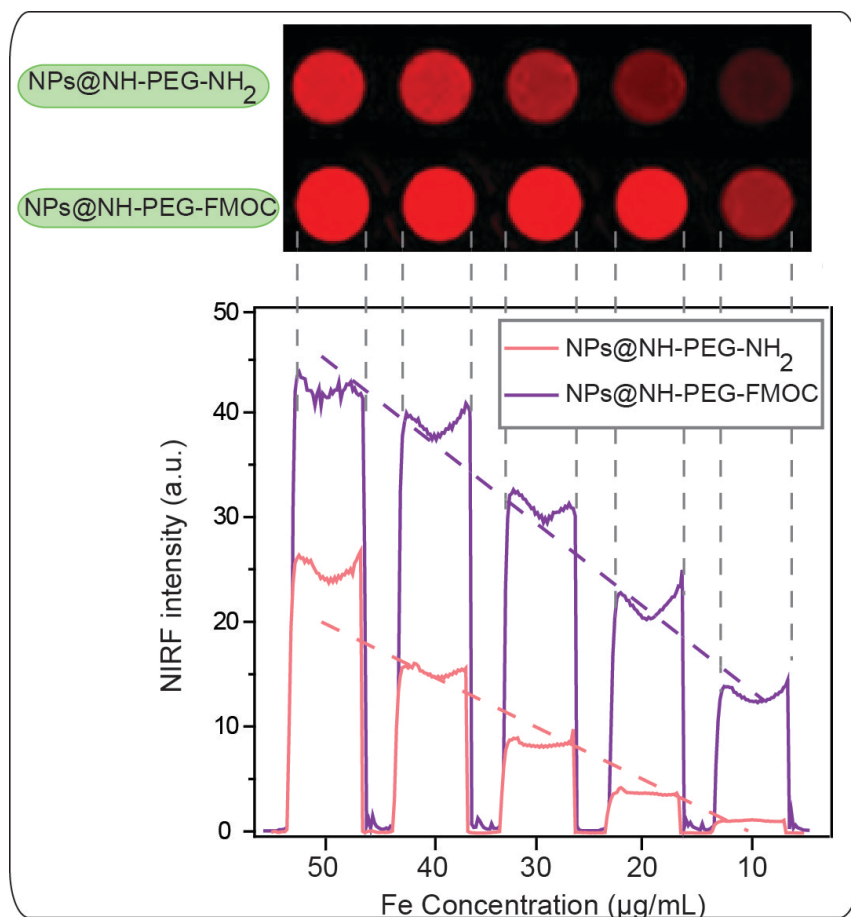 NPs@NH-PEG-NH₂
NPs@NH-PEG-FMOC
50
40
30
20
10
0
NIRF intensity (a.u.)
NPs@NH-PEG-NH₂
NPs@NH-PEG-FMOC
50
40
30
20
10
Fe Concentration (μg/mL)